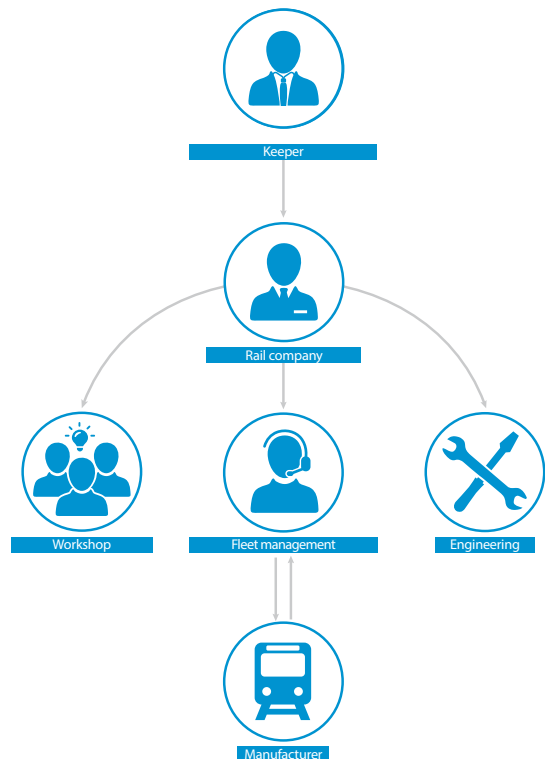 Keeper
Rail company
Workshop
Fleet management
Engineering
Manufacturer